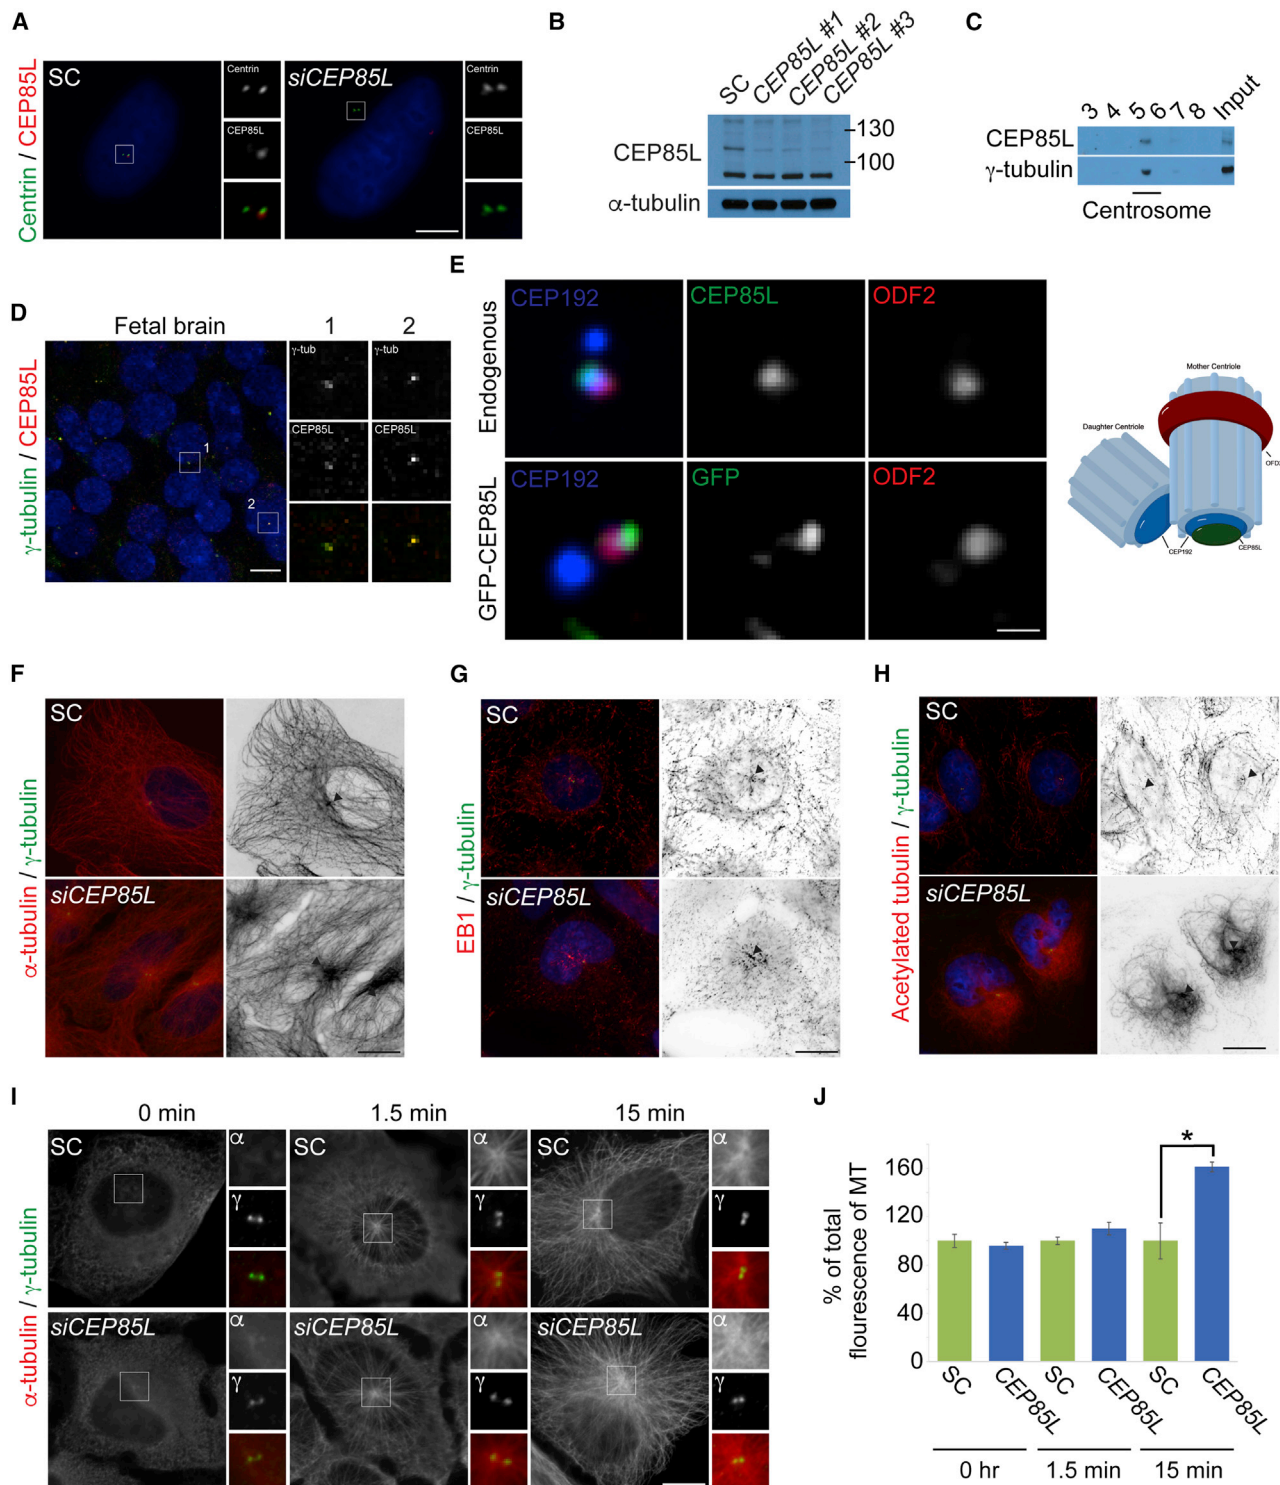 A
Centrin / CEP85L
SC
Centrin
CEP85L
siCEP85L
Centrin
CEP85L
B
SC
CEP85L #1
CEP85L #2
CEP85L #3
CEP85L
130
100
α-tubulin
C
3 4 5 6 7 8 Input
CEP85L
γ-tubulin
Centrosome
D
Fetal brain
1
2
γ-tubulin / CEP85L
1
2
γ-tub
γ-tub
CEP85L
CEP85L
E
Endogenous
CEP192
CEP85L
ODF2
GFP-CEP85L
CEP192
GFP
ODF2
Mother Centriole
Daughter Centriole
CEP192
CEP85L
F
α-tubulin / γ-tubulin
SC
siCEP85L
G
EB1 / γ-tubulin
SC
siCEP85L
H
Acetylated tubulin / γ-tubulin
SC
siCEP85L
I
0 min
1.5 min
15 min
α-tubulin / γ-tubulin
SC
α
γ
SC
α
γ
SC
α
γ
siCEP85L
α
γ
siCEP85L
α
γ
siCEP85L
α
γ
J
% of total
flourescence of MT
160
120
80
40
0
*
SC
CEP85L
SC
CEP85L
SC
CEP85L
0 hr
1.5 min
15 min